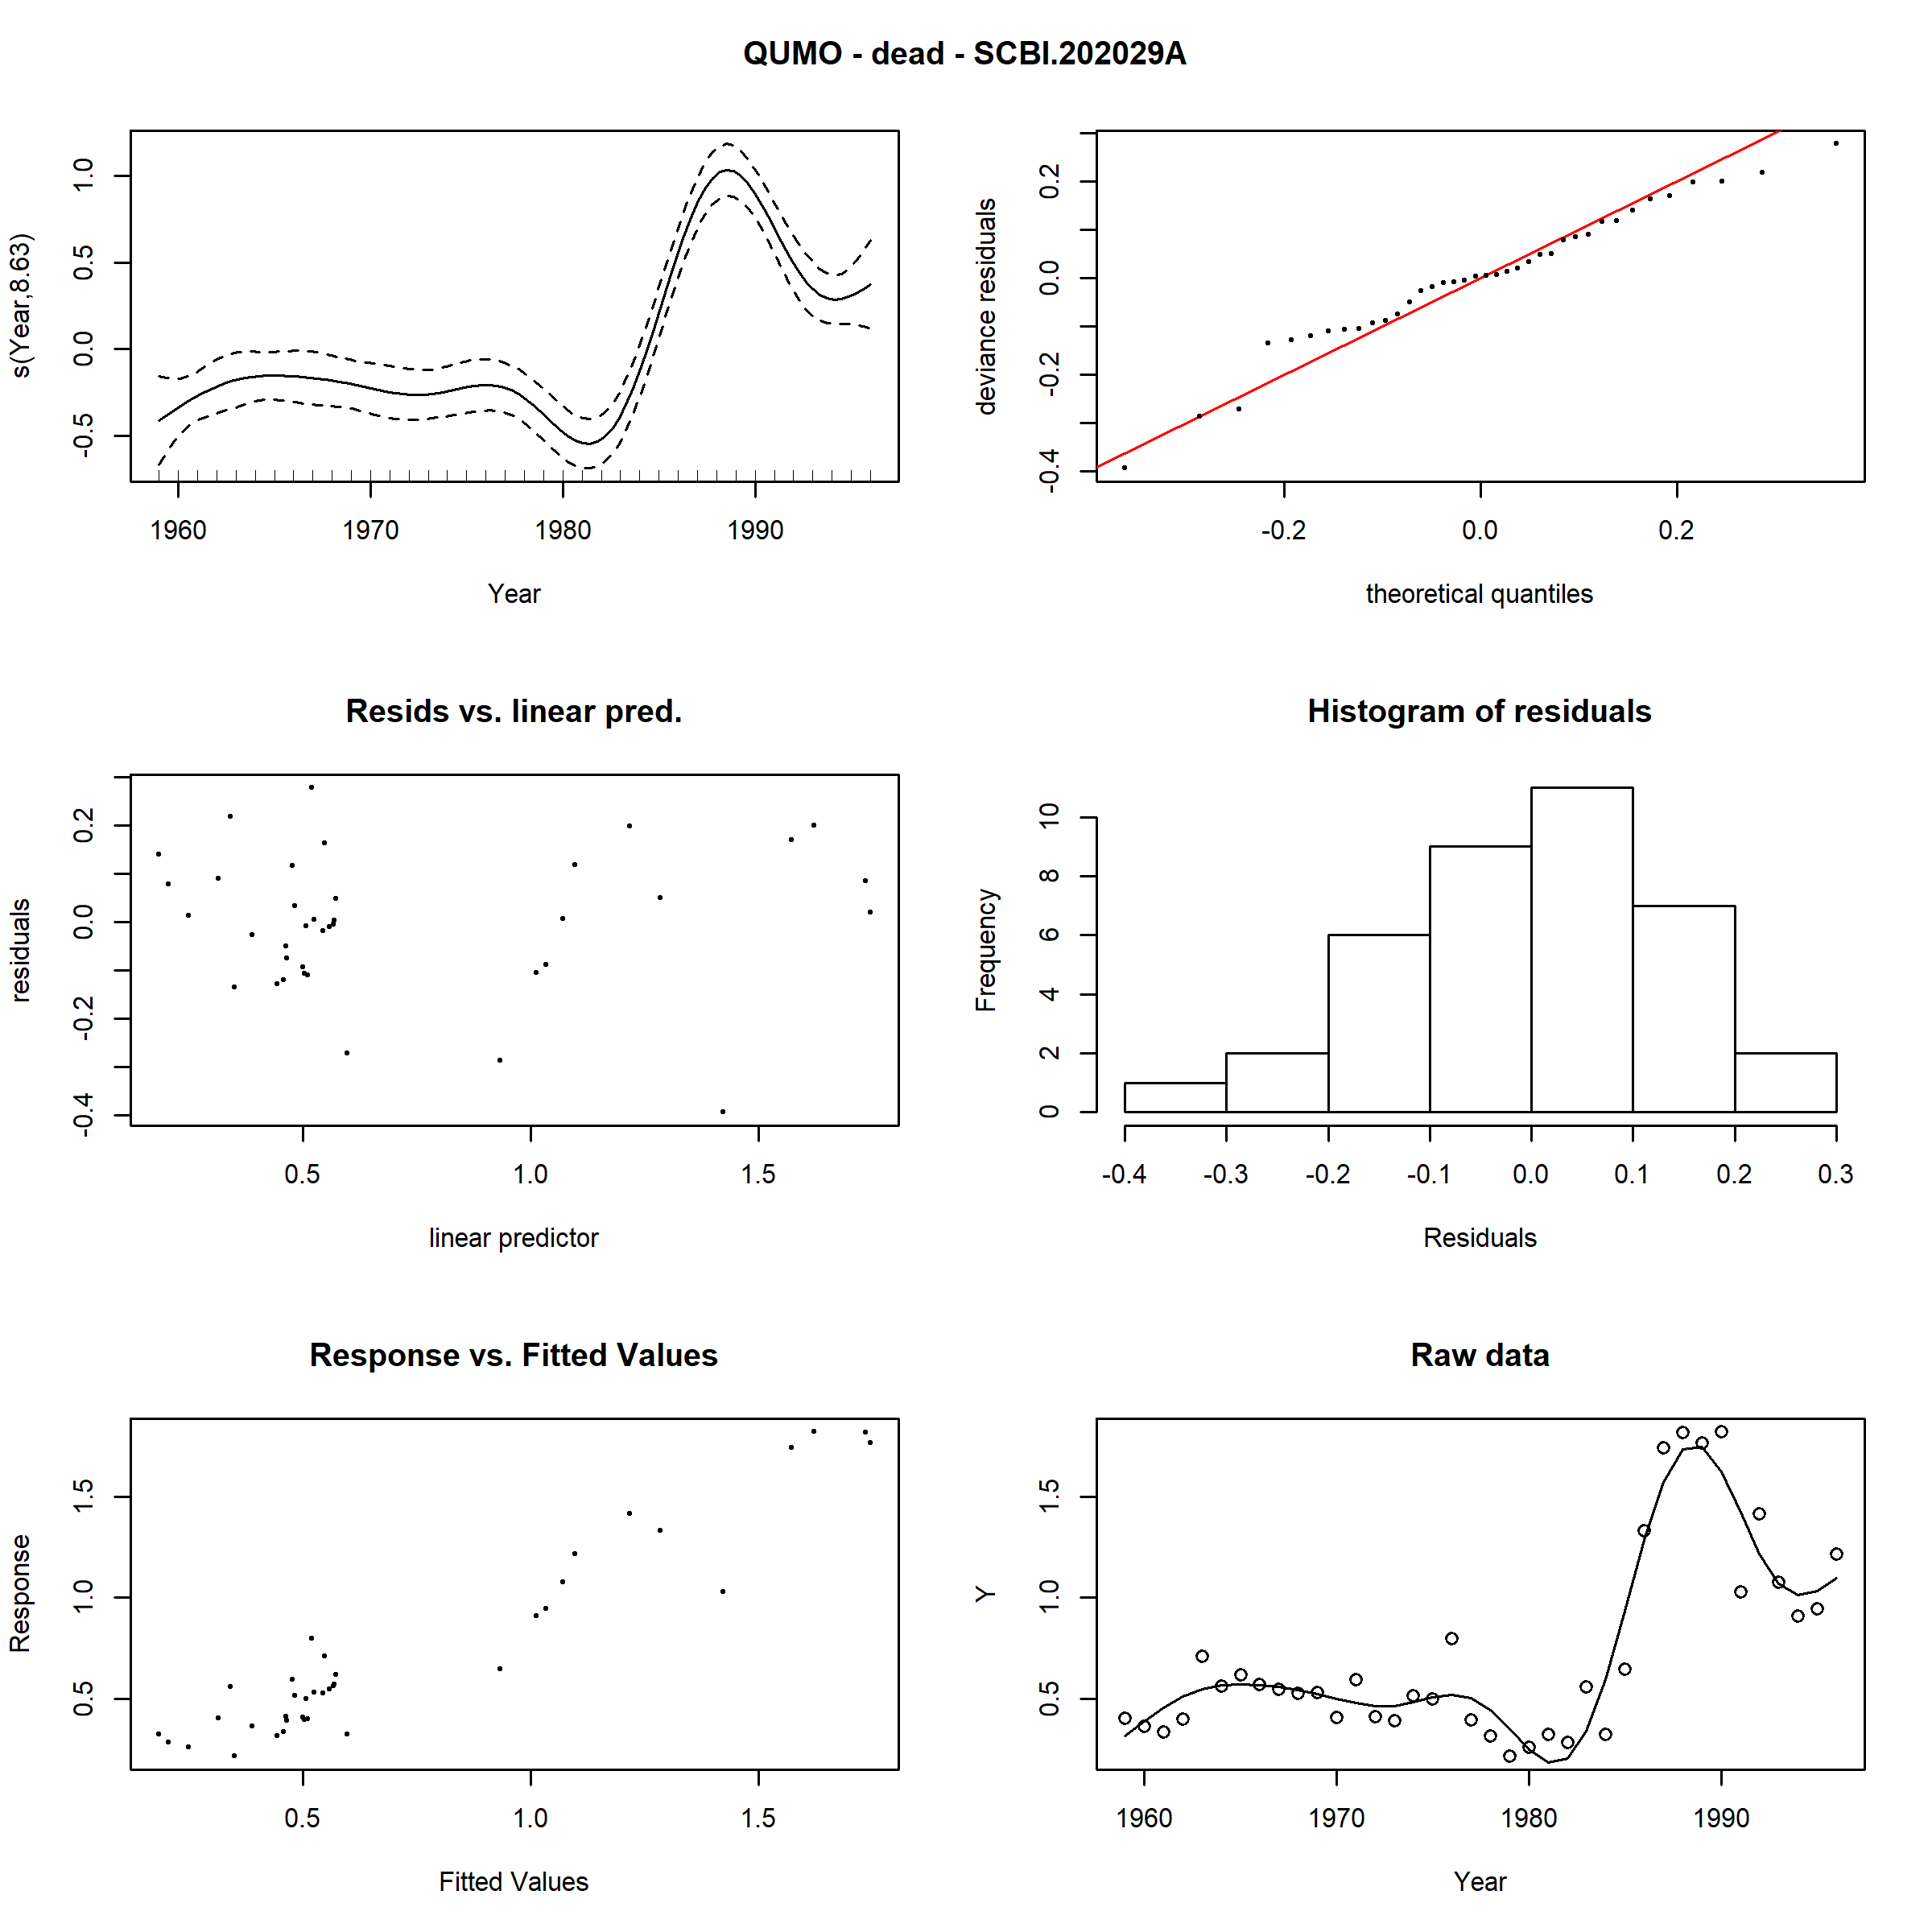 QUMO - dead - SCBI.202029A
s(Year,8.63)
1.0
0.5
0.0
-0.5
1960 1970 1980 1990
Year
deviance residuals
0.2
0.0
-0.2
-0.4
-0.2 0.0 0.2
theoretical quantiles
Resids vs. linear pred.
residuals
0.2
0.0
-0.2
-0.4
0.5 1.0 1.5
linear predictor
Histogram of residuals
Frequency
10
8
6
4
2
0
-0.4 -0.3 -0.2 -0.1 0.0 0.1 0.2 0.3
Residuals
Response vs. Fitted Values
Response
1.5
1.0
0.5
0.5 1.0 1.5
Fitted Values
Raw data
Y
1.5
1.0
0.5
1960 1970 1980 1990
Year